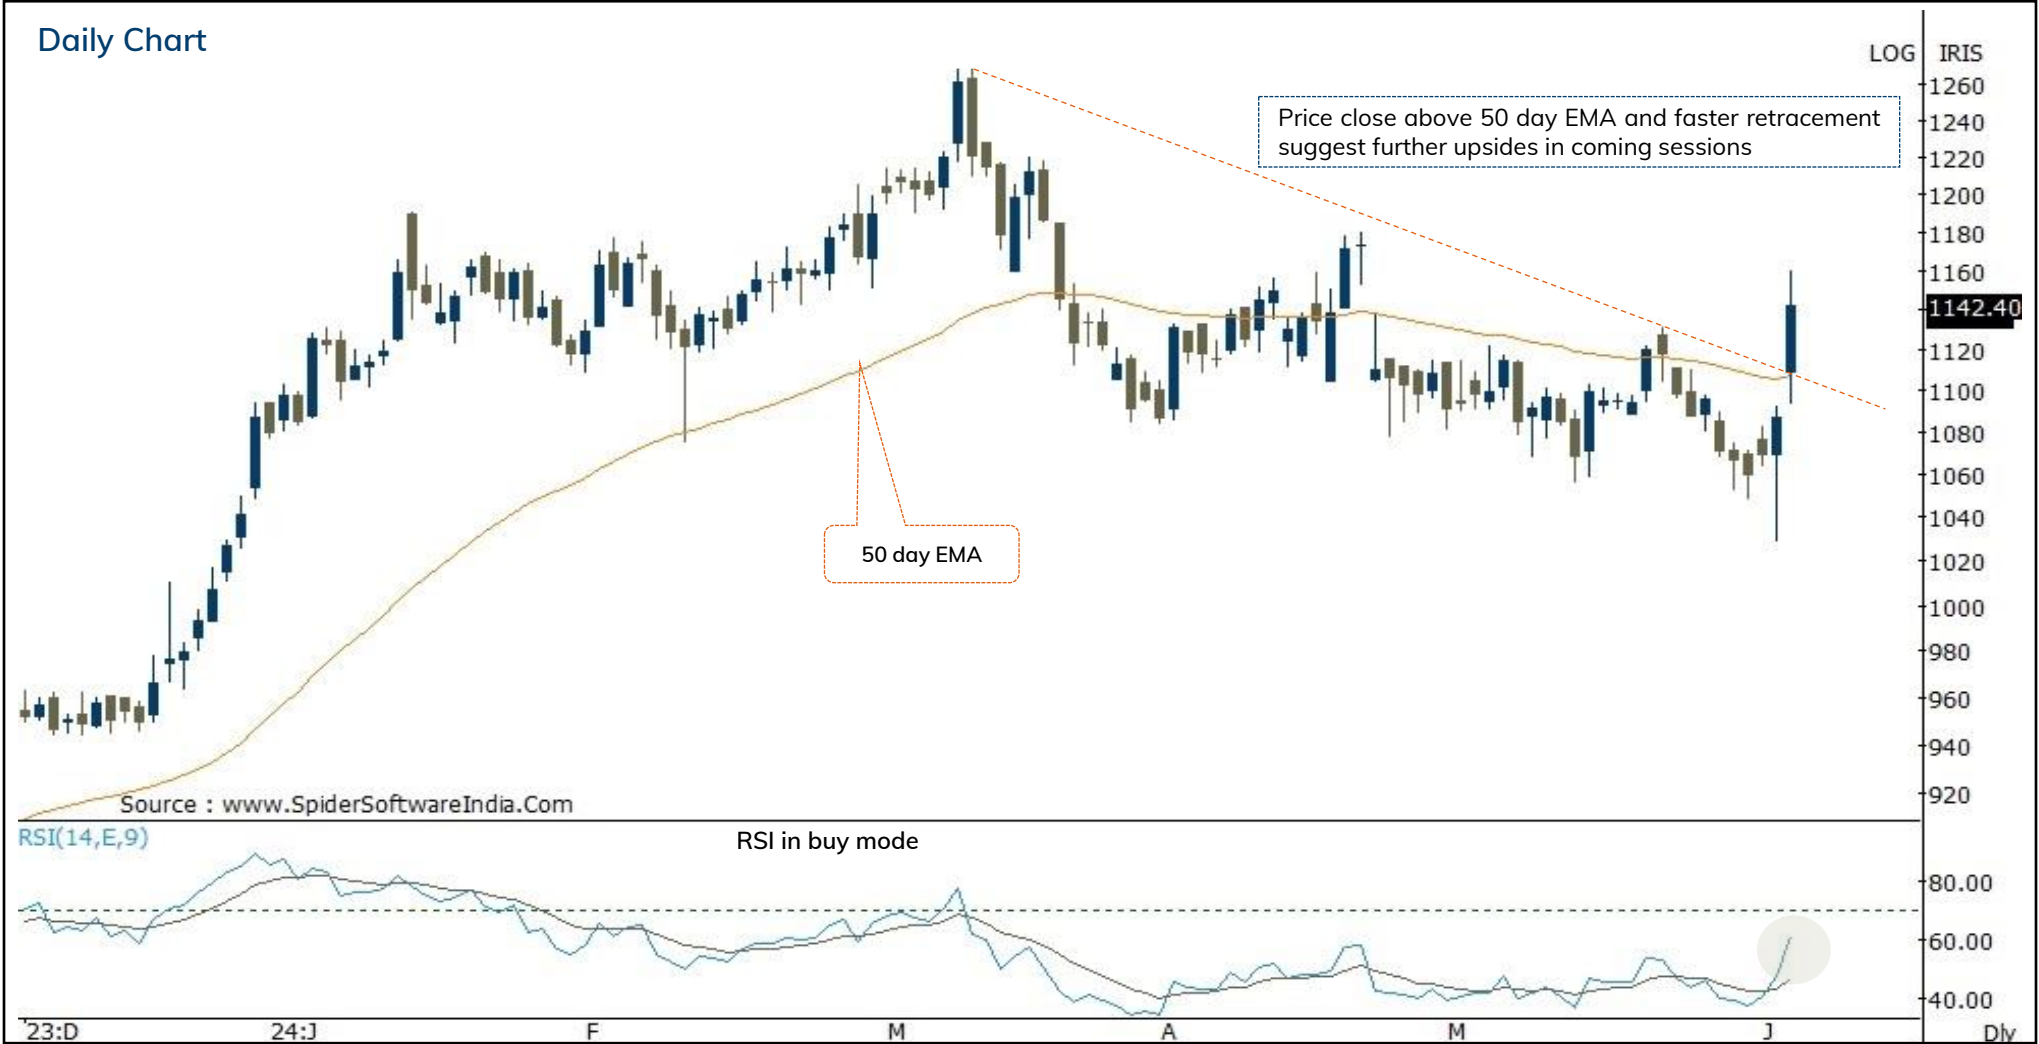 Daily Chart
LOG IRIS
Price close above 50 day EMA and faster retracement
suggest further upsides in coming sessions
1260
1240
1220
1200
1180
1160
1142.40
1120
1100
1080
1060
1040
1020
1000
980
960
940
920
50 day EMA
Source : www.SpiderSoftwareIndia.Com
RSI(14,E,9)
RSI in buy mode
80.00
60.00
40.00
23:D 24:J F M A M J Dly